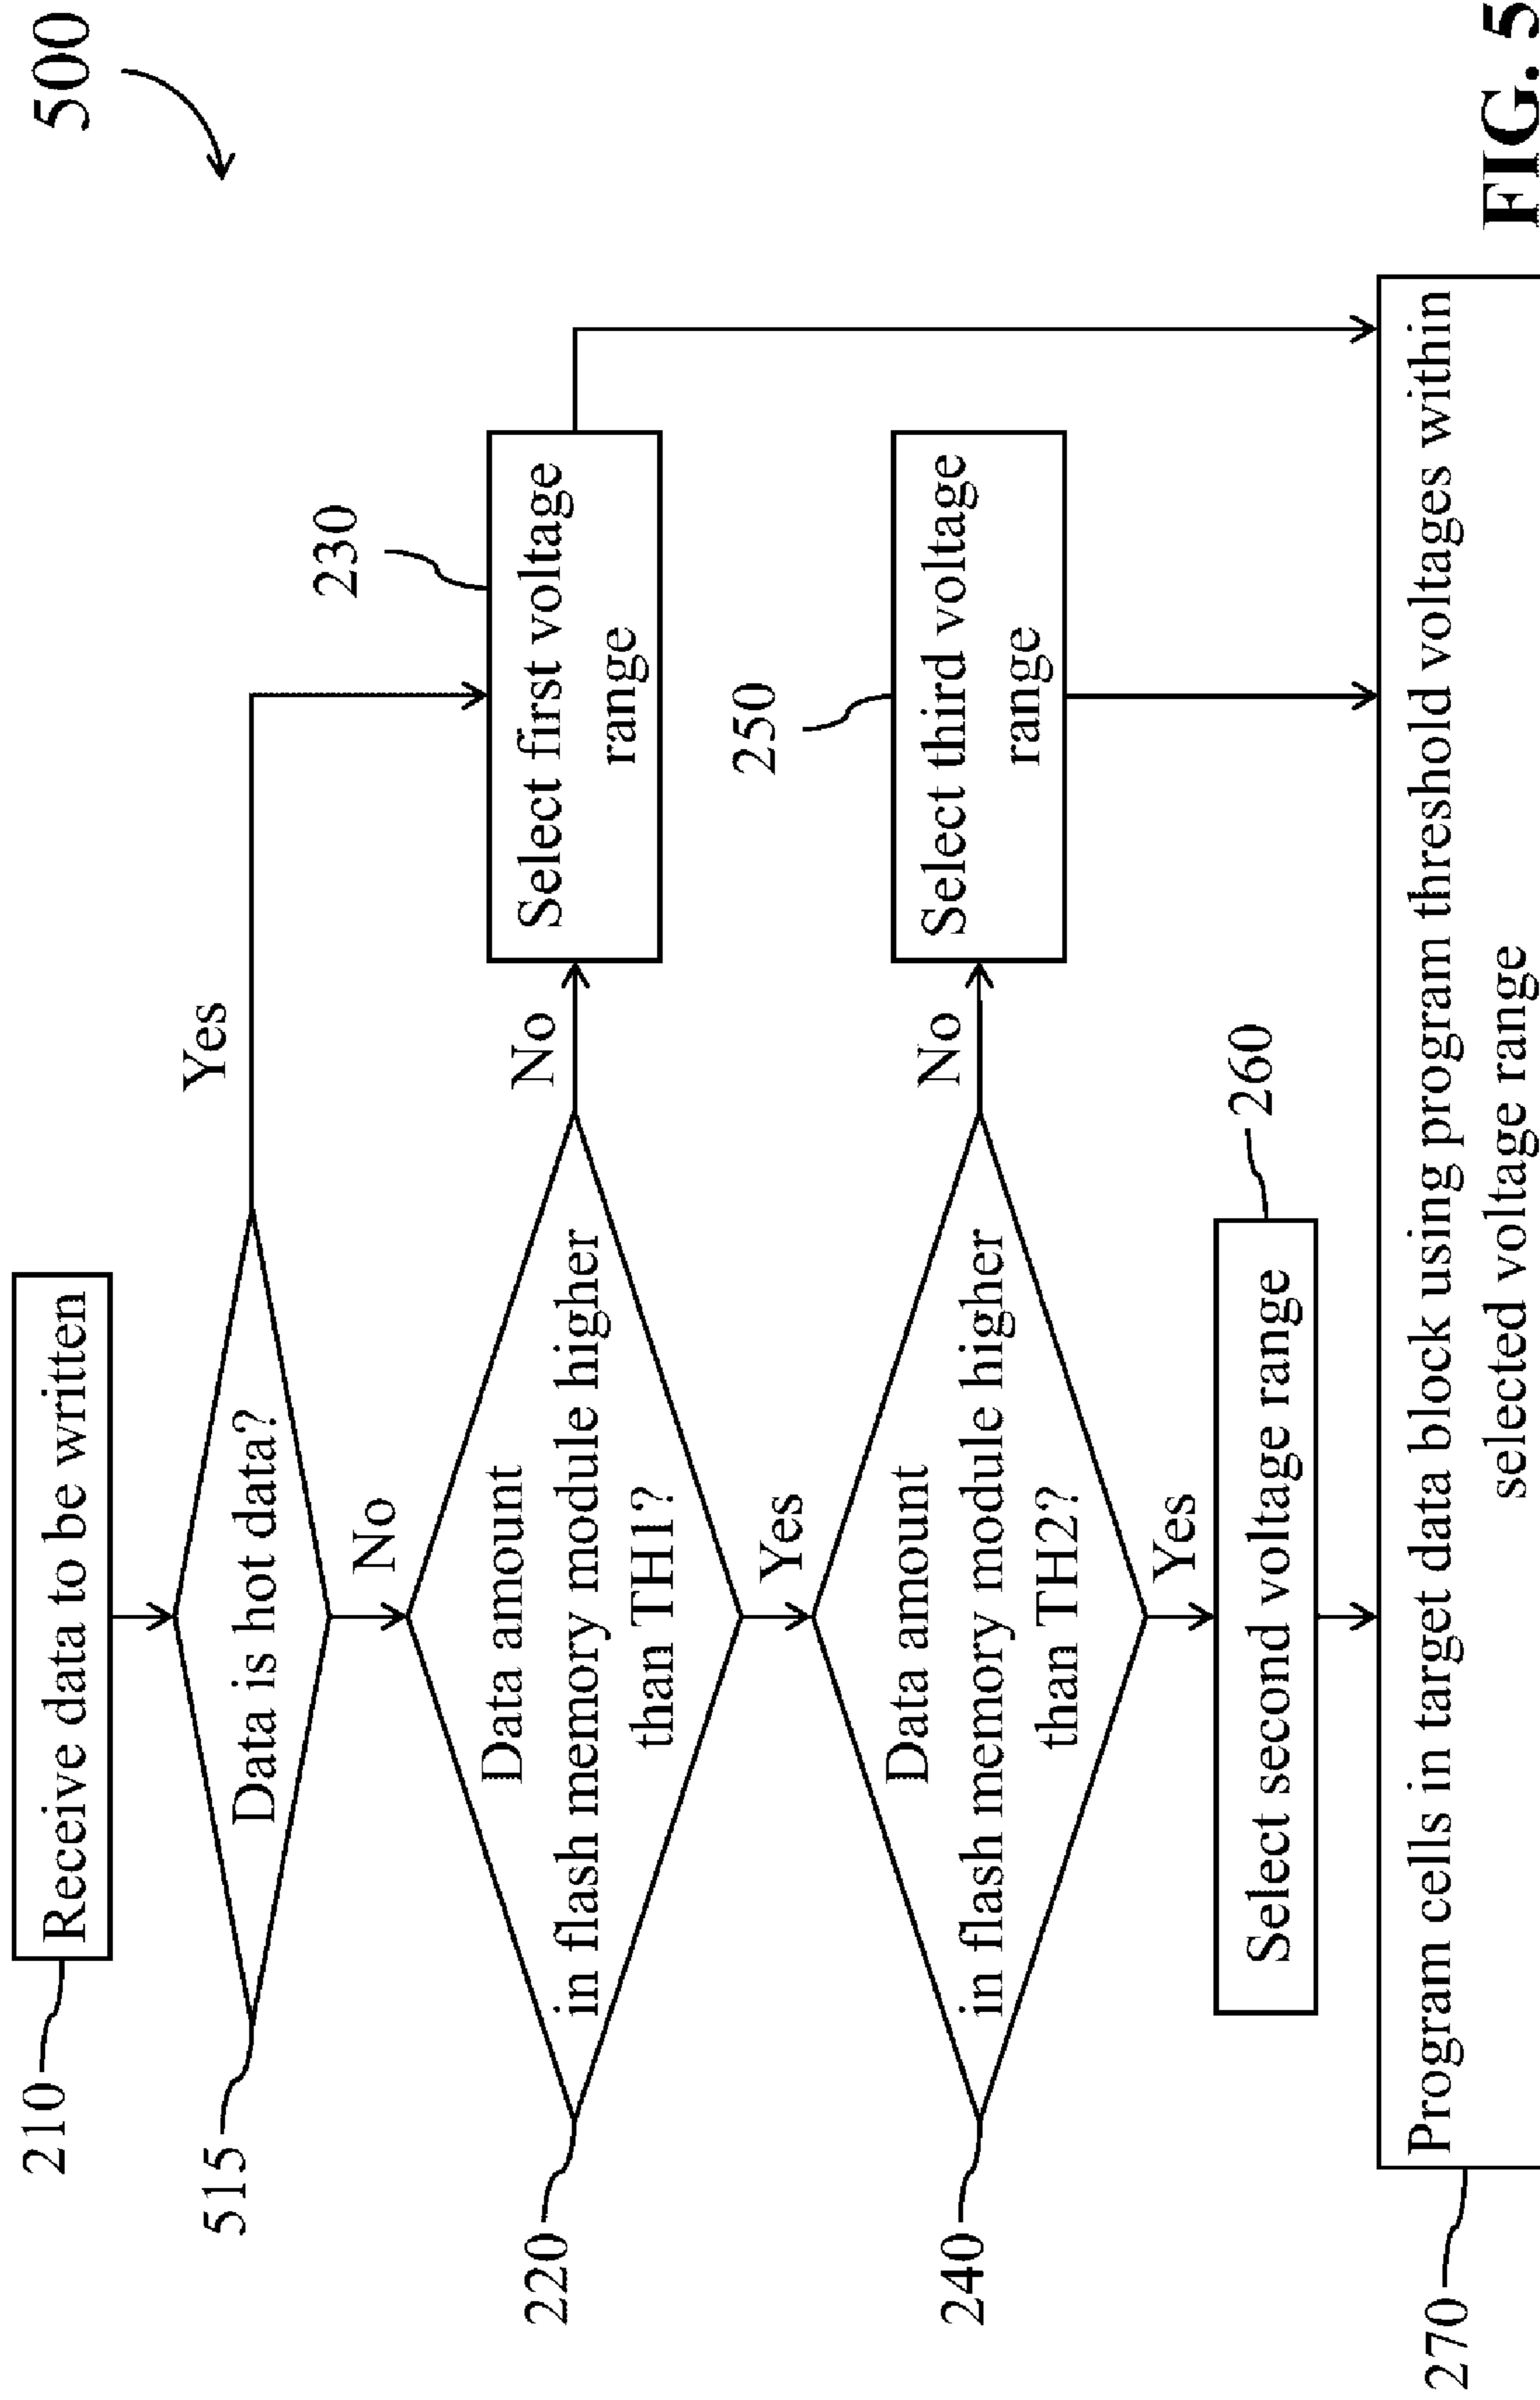 500
210
Receive data to be written
515
Data is hot data?
Yes
No
220
Data amount
in flash memory module higher
than TH1?
No
230
Select first voltage
range
Yes
240
Data amount
in flash memory module higher
than TH2?
No
250
Select third voltage
range
Yes
260
Select second voltage range
270
Program cells in target data block using program threshold voltages within
selected voltage range
FIG. 5